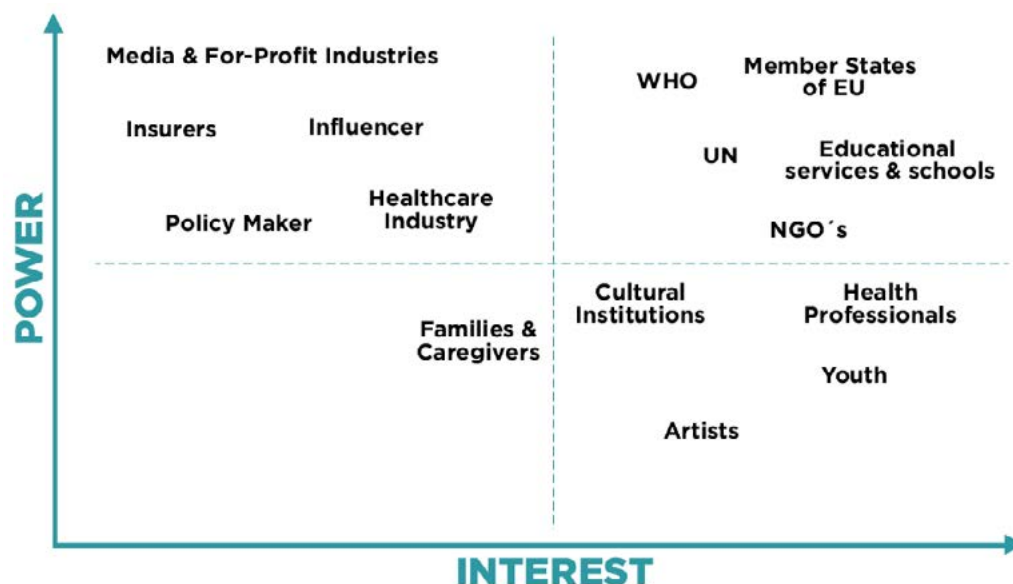 Media & For-Profit Industries
WHO
Member States
of EU
Insurers
Influencer
UN
Educational
services & schools
Policy Maker
Healthcare
Industry
NGO´s
POWER
Cultural
Institutions
Health
Professionals
Families &
Caregivers
Youth
Artists
INTEREST